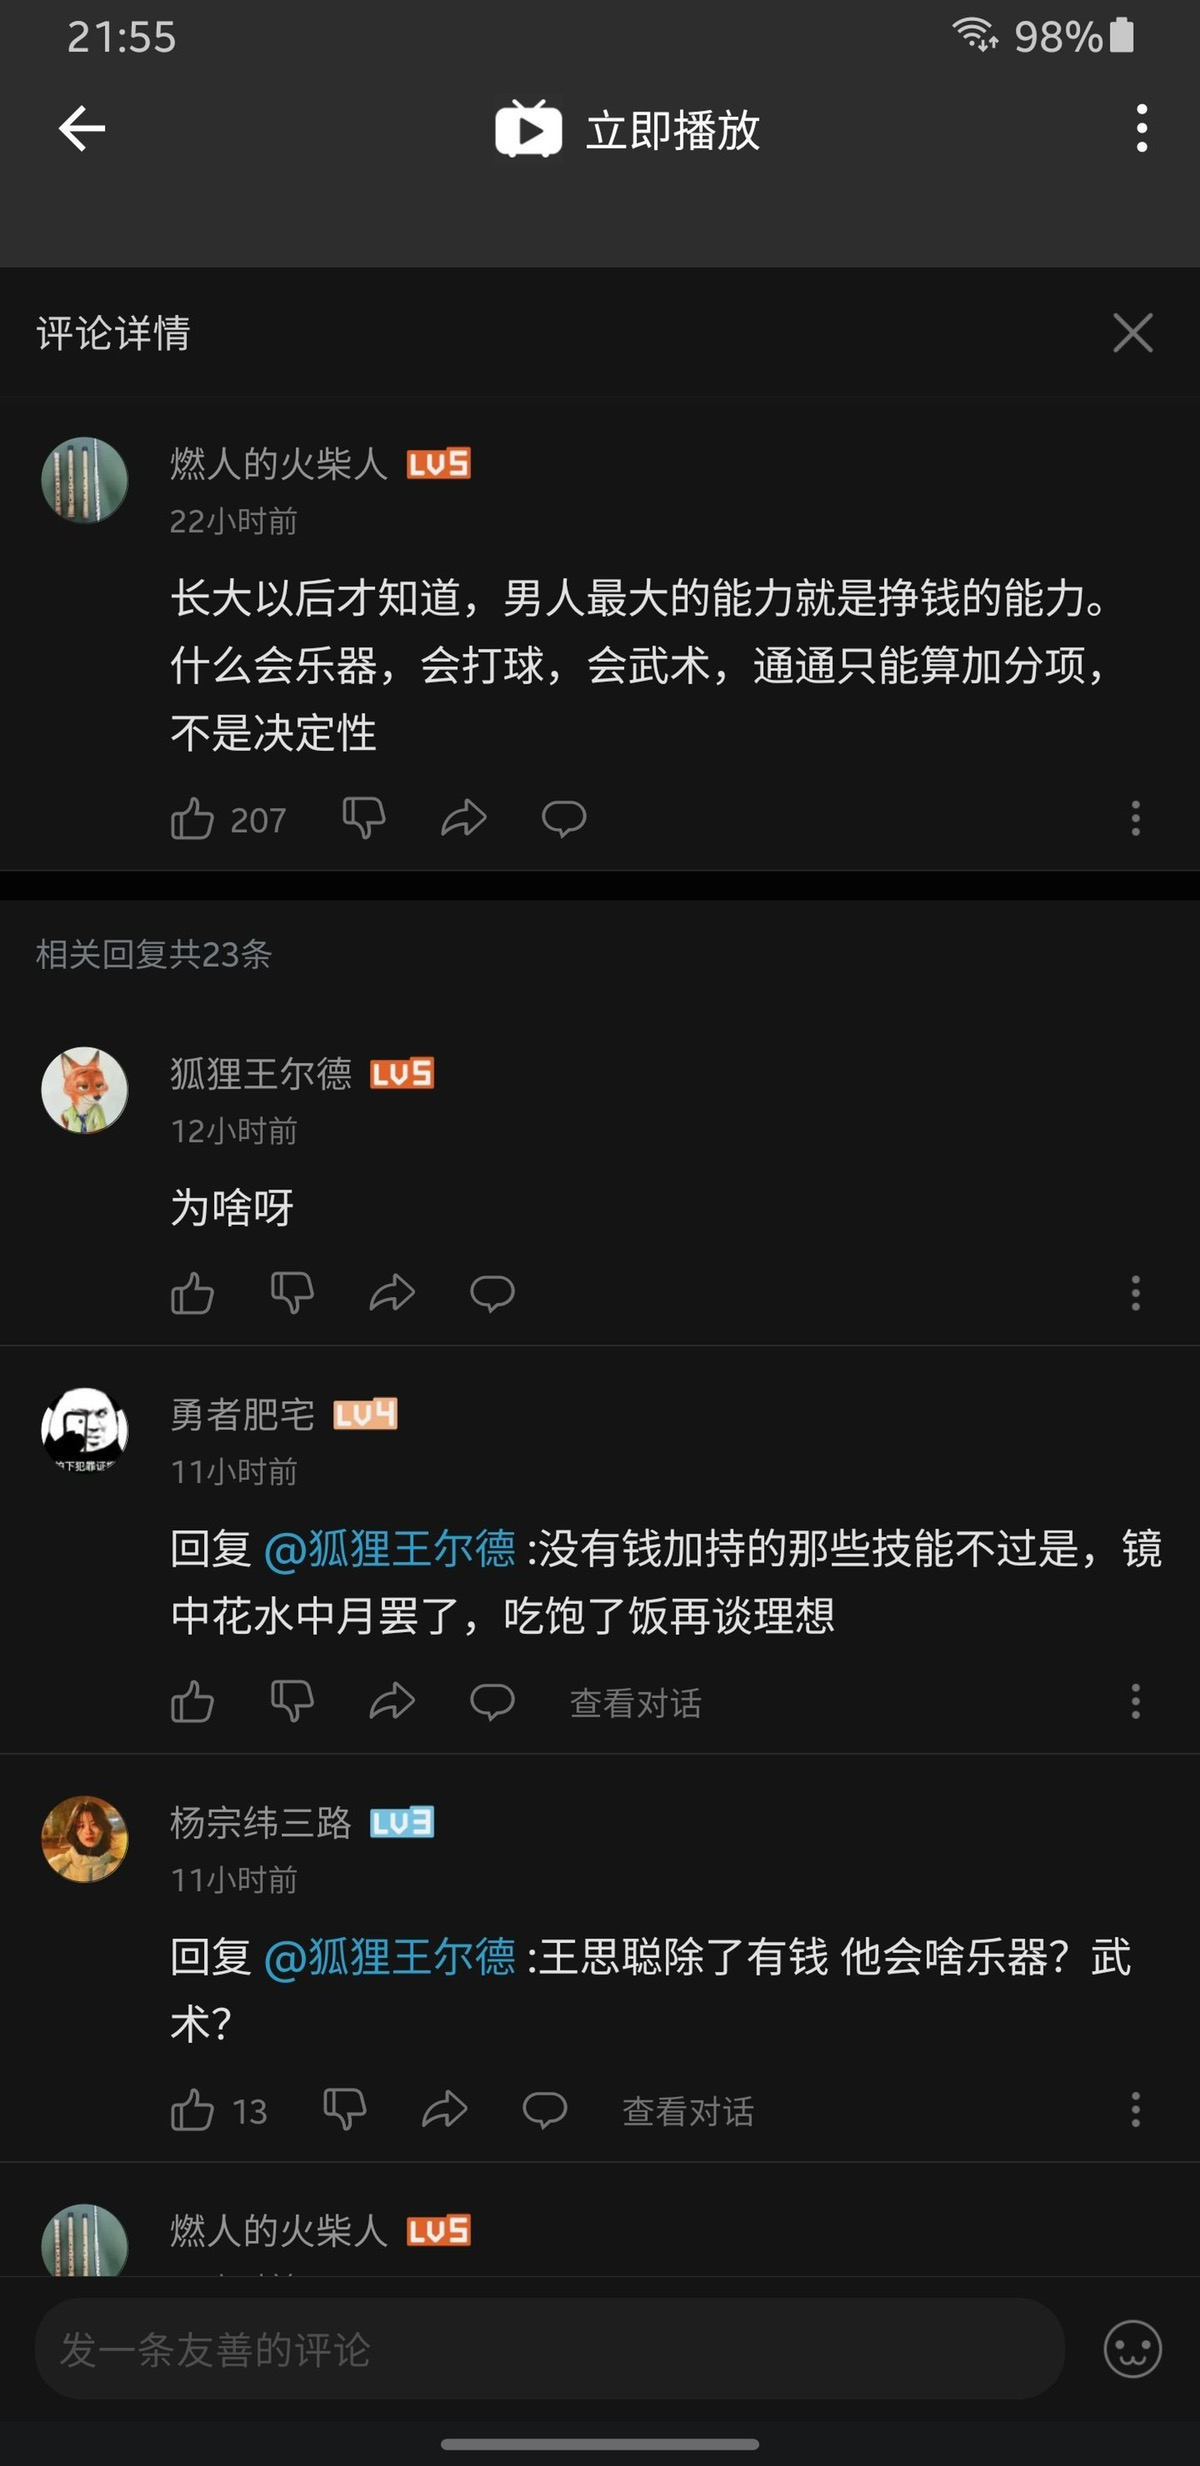 21:55
98%
立即播放
评论详情
燃人的火柴人 LV5
22小时前
长大以后才知道，男人最大的能力就是挣钱的能力。
什么会乐器，会打球，会武术，通通只能算加分项，
不是决定性
207
相关回复共23条
狐狸王尔德 LV5
12小时前
为啥呀
勇者肥宅 LV4
11小时前
回复 @狐狸王尔德 :没有钱加持的那些技能不过是，镜
中花水中月罢了，吃饱了饭再谈理想
查看对话
杨宗纬三路 LV3
11小时前
回复 @狐狸王尔德 :王思聪除了有钱 他会啥乐器？武
术？
13
查看对话
燃人的火柴人 LV5
发一条友善的评论